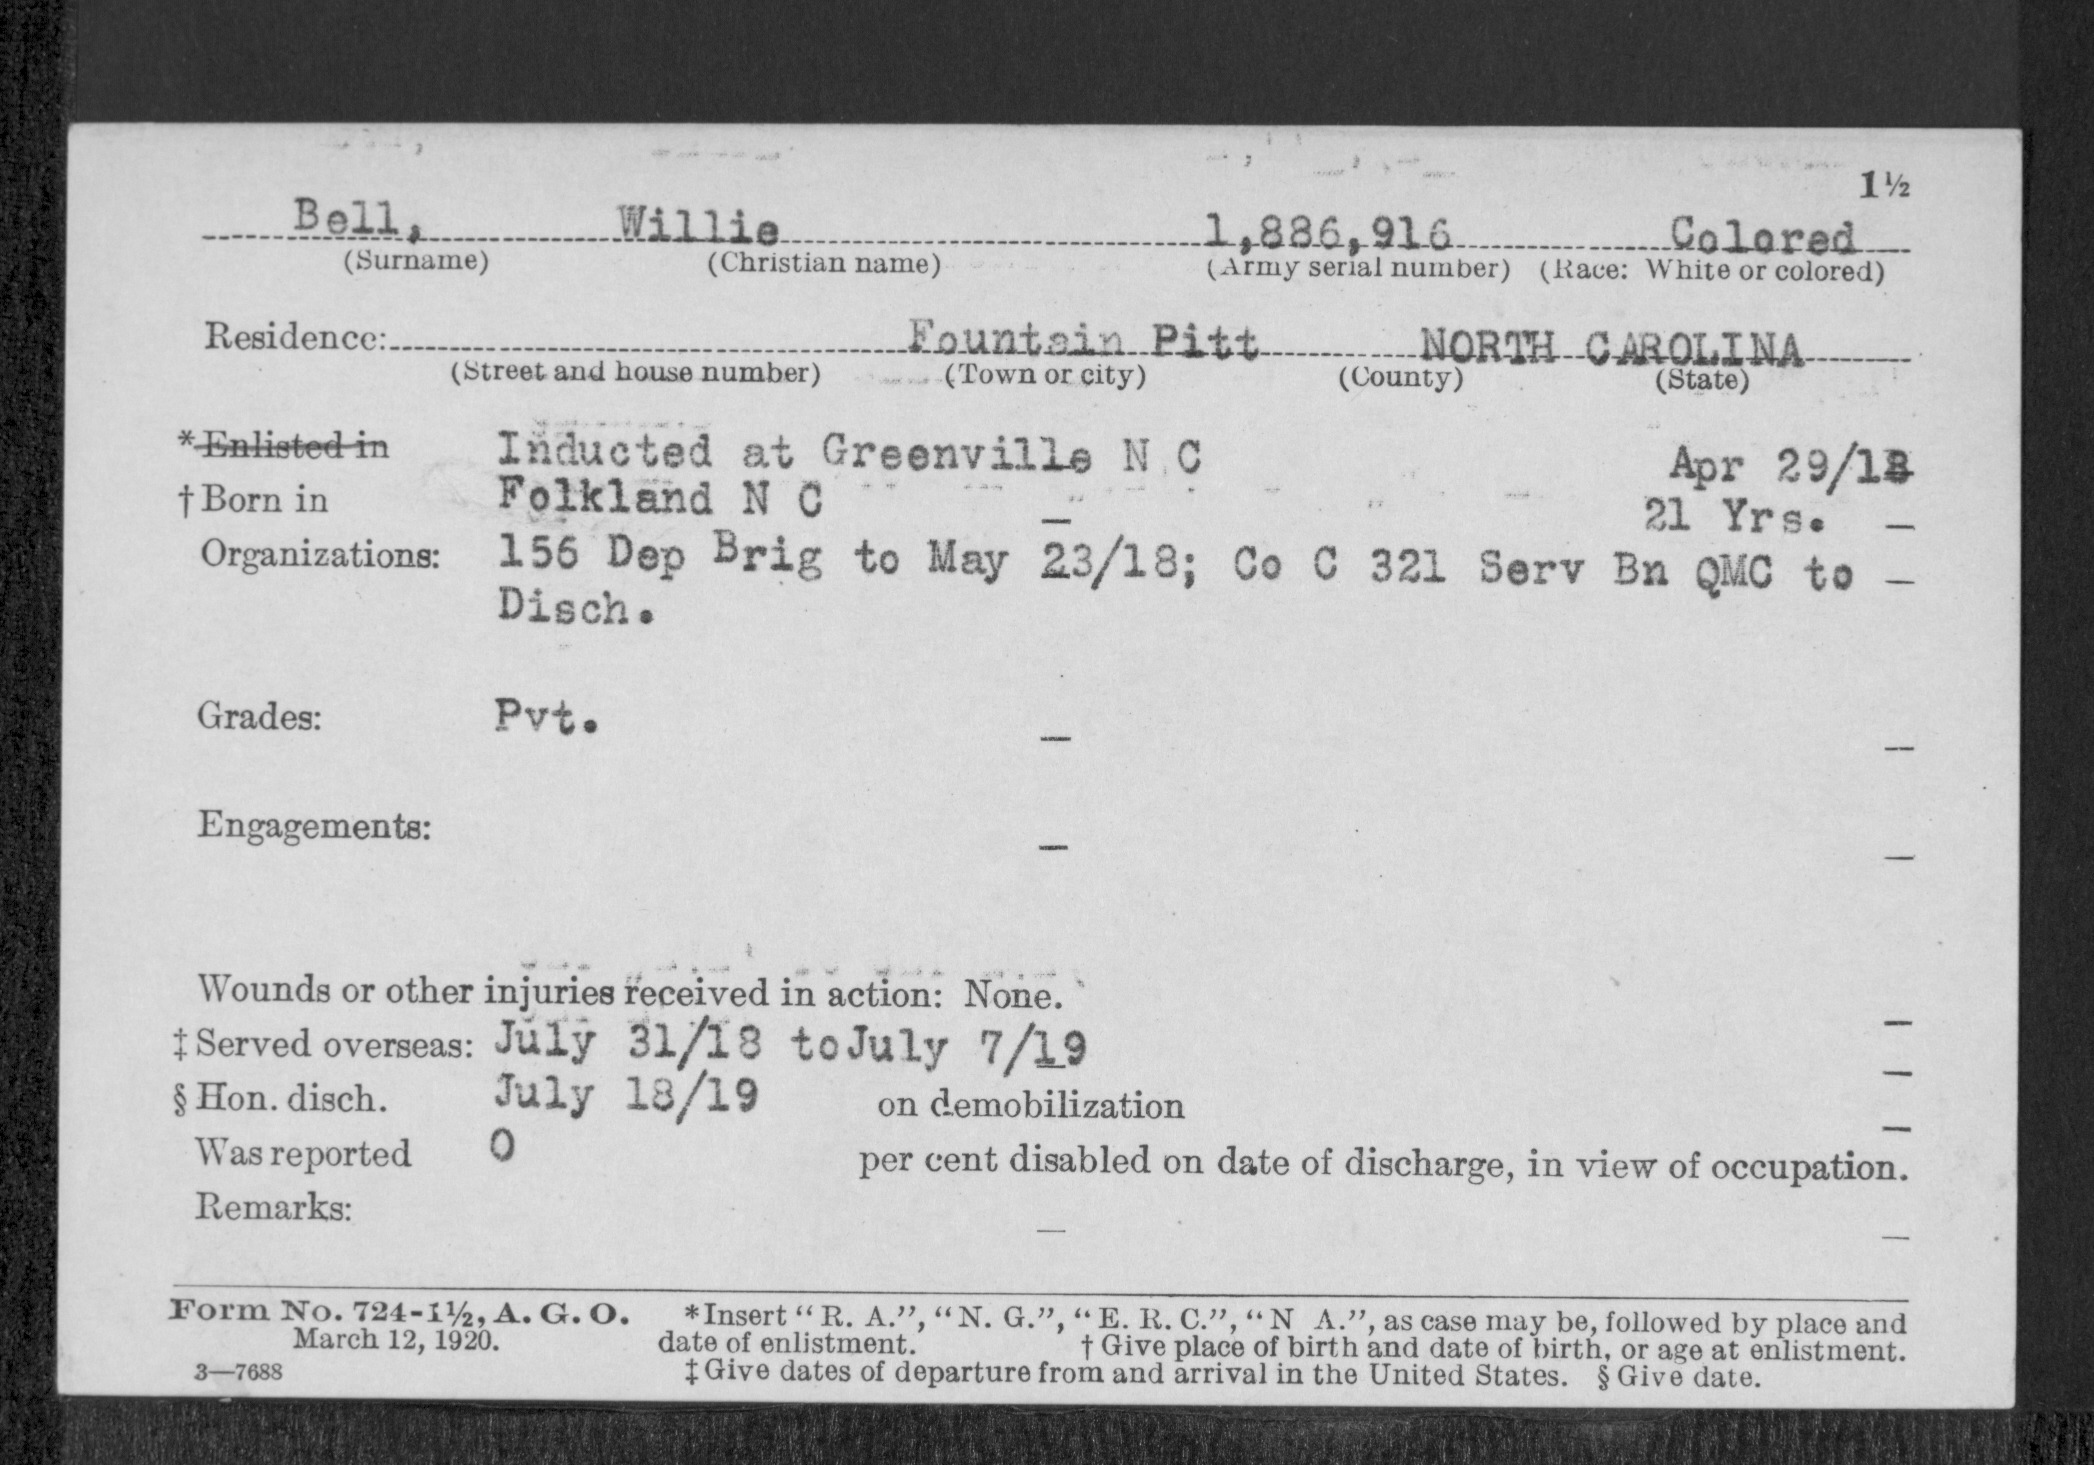 1½
Bell, Willie 1,886,916 Colored
(Surname) (Christian name) (Army serial number) (Race: White or colored)
Residence: Fountain Pitt NORTH CAROLINA
(Street and house number) (Town or city) (County) (State)
*Enlisted in Inducted at Greenville N C Apr 29/18
†Born in Folkland N C — 21 Yrs. —
Organizations: 156 Dep Brig to May 23/18; Co C 321 Serv Bn QMC to —
Disch.
Grades: Pvt. — —
Engagements: — —
Wounds or other injuries received in action: None. —
‡Served overseas: July 31/18 to July 7/19 —
§Hon. disch. July 18/19 on demobilization —
Was reported 0 per cent disabled on date of discharge, in view of occupation.
Remarks: — —
Form No. 724-1½, A. G. O. *Insert "R. A.", "N. G.", "E. R. C.", "N A.", as case may be, followed by place and
March 12, 1920. date of enlistment. †Give place of birth and date of birth, or age at enlistment.
3—7688 ‡Give dates of departure from and arrival in the United States. §Give date.